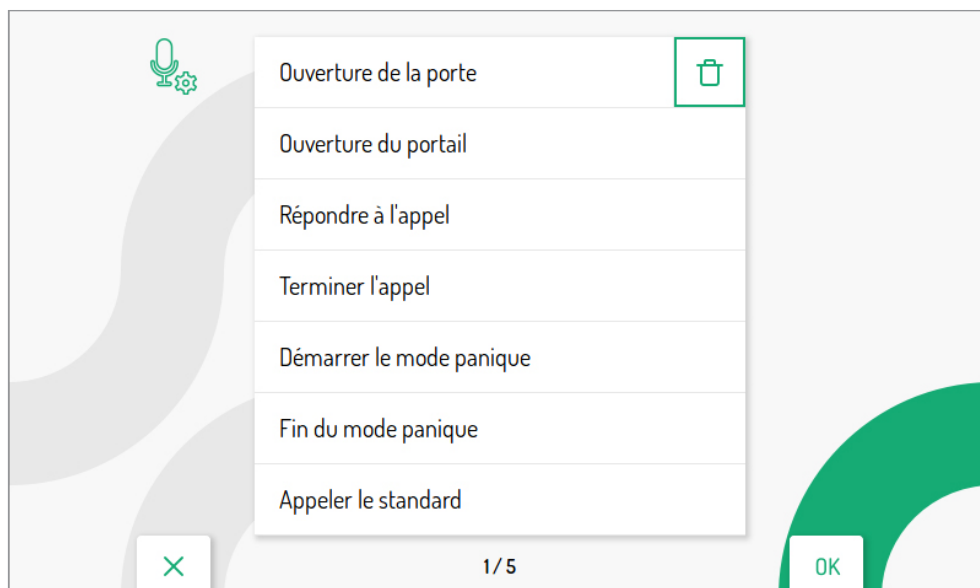 Ouverture de la porte
Ouverture du portail
Répondre à l'appel
Terminer l'appel
Démarrer le mode panique
Fin du mode panique
Appeler le standard
1 / 5
OK